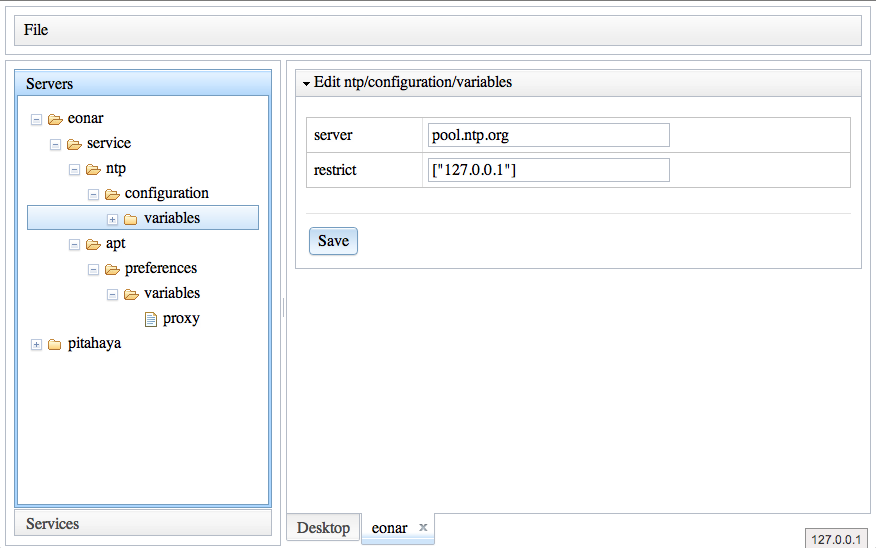 File
Servers
eonar
service
ntp
configuration
variables
apt
preferences
variables
proxy
pitahaya
Services
Edit ntp/configuration/variables
server pool.ntp.org
restrict ["127.0.0.1"]
Save
Desktop eonar x
127.0.0.1